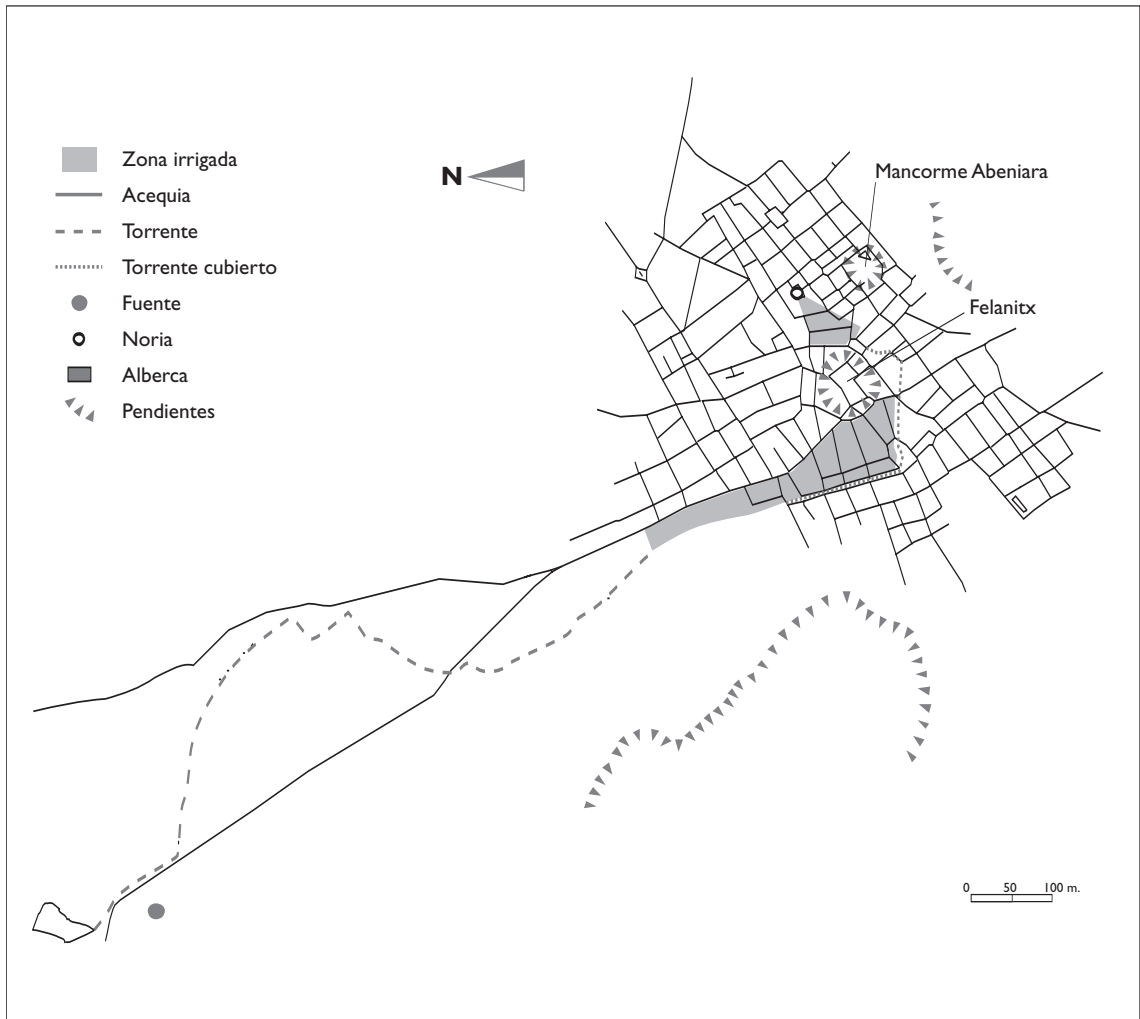 Zona irrigada
Acequia
Torrente
Torrente cubierto
Fuente
Noria
Alberca
Pendientes
N
Mancorme Abeniara
Felanitx
0 50 100 m.